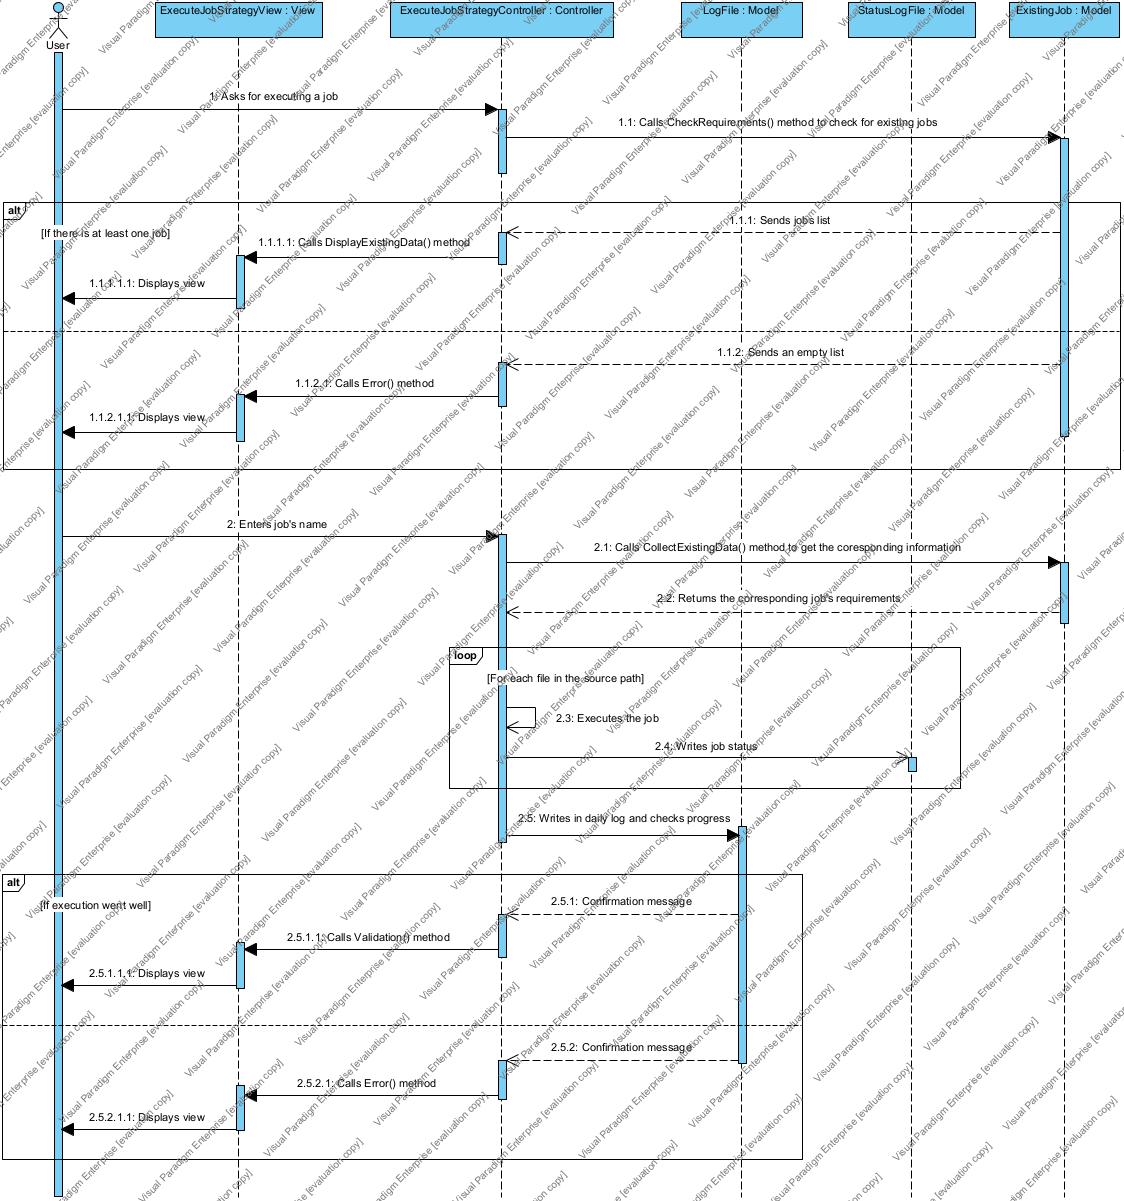 ExecuteJobStrategyView : View
ExecuteJobStrategyController : Controller
LogFile : Model
StatusLogFile : Model
ExistingJob : Model
User
1: Asks for executing a job
1.1: Calls CheckRequirements() method to check for existing jobs
alt
1.1.1: Sends jobs list
[If there is at least one job]
1.1.1.1: Calls DisplayExistingData() method
1.1.1.1.1: Displays view
1.1.2: Sends an empty list
1.1.2.1: Calls Error() method
1.1.2.1.1: Displays view
2: Enters job's name
2.1: Calls CollectExistingData() method to get the coresponding information
2.2: Returns the corresponding job's requirements
loop
[For each file in the source path]
2.3: Executes the job
2.4: Writes job status
2.5: Writes in daily log and checks progress
alt
2.5.1: Confirmation message
[If execution went well]
2.5.1.1: Calls Validation() method
2.5.1.1.1: Displays view
2.5.2: Confirmation message
2.5.2.1: Calls Error() method
2.5.2.1.1: Displays view
Visual Paradigm Enterprise [evaluation copy]